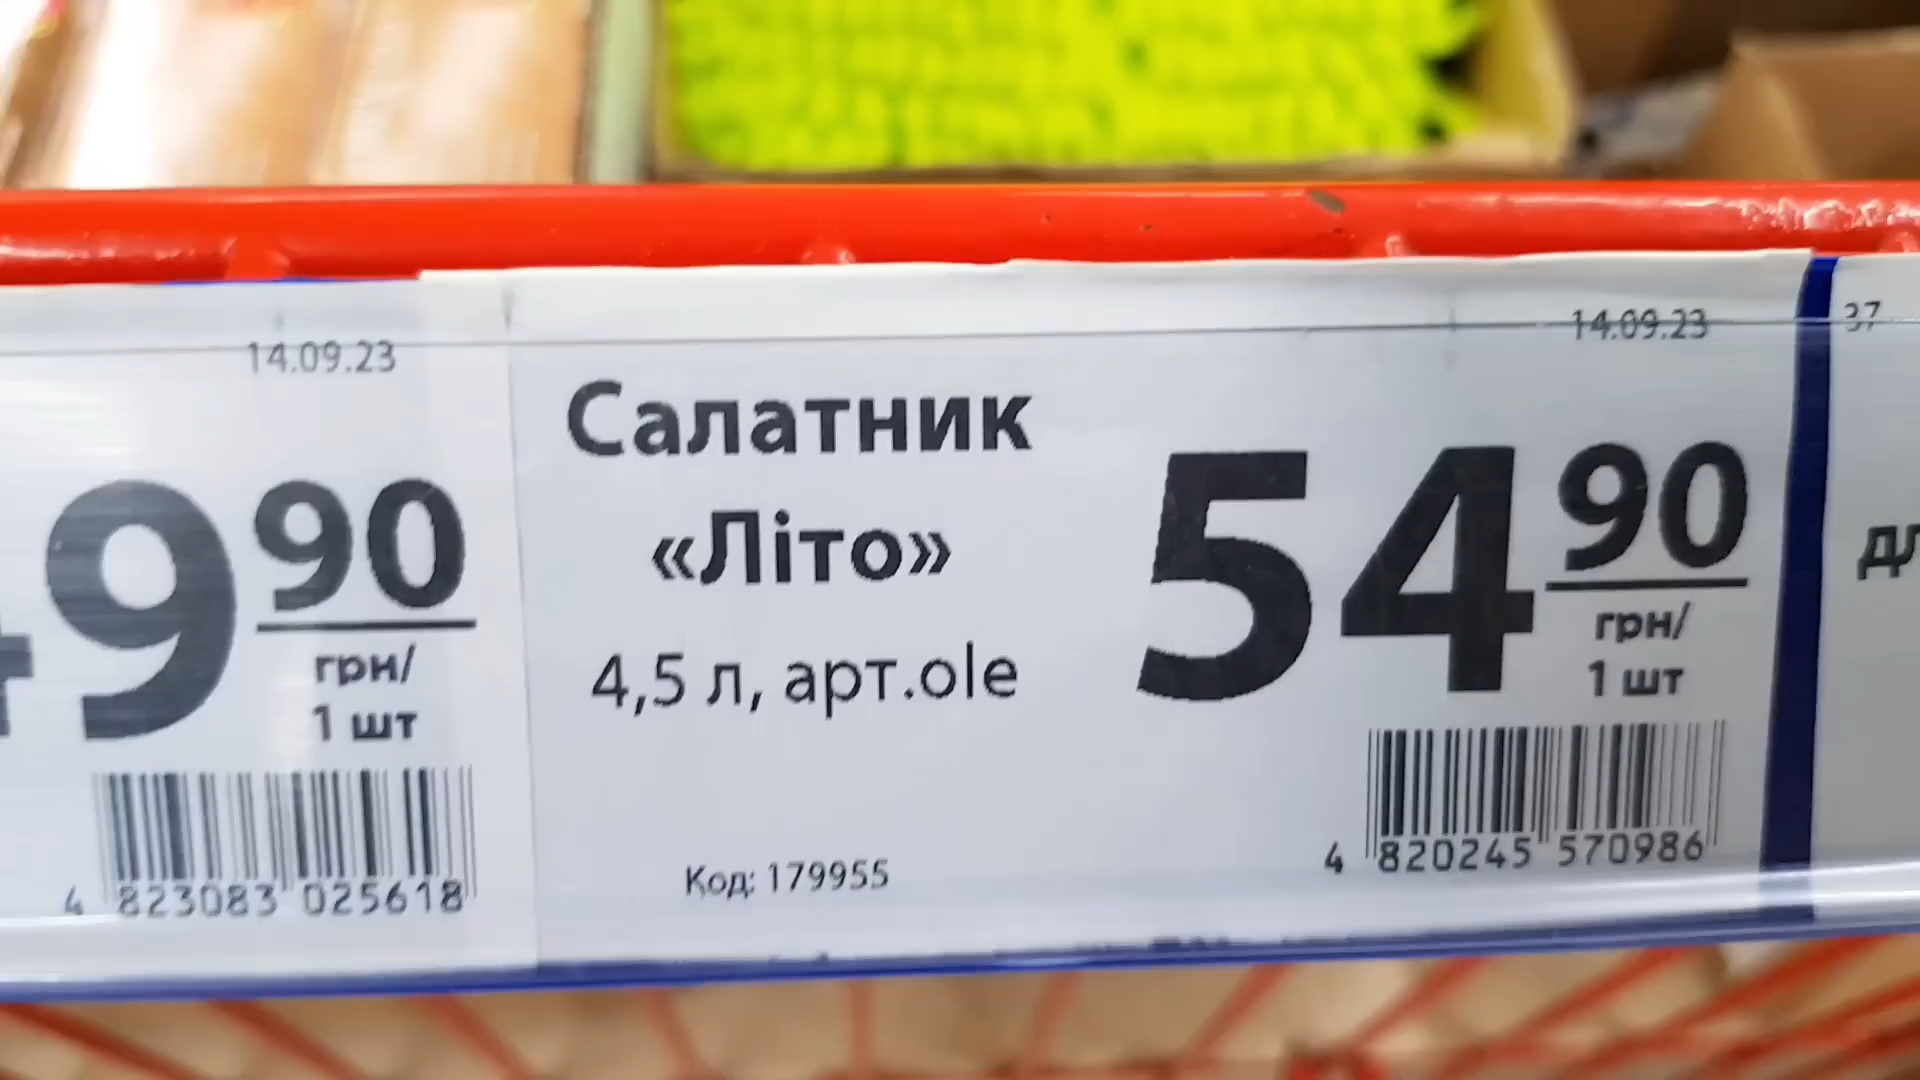 14.09.23
90
грн/
1 шт
4 823083 025618
14.09.23
Салатник
«Літо»
4,5 л, арт.ole
54 90
грн/
1 шт
4 820245 570986
Код: 179955
37